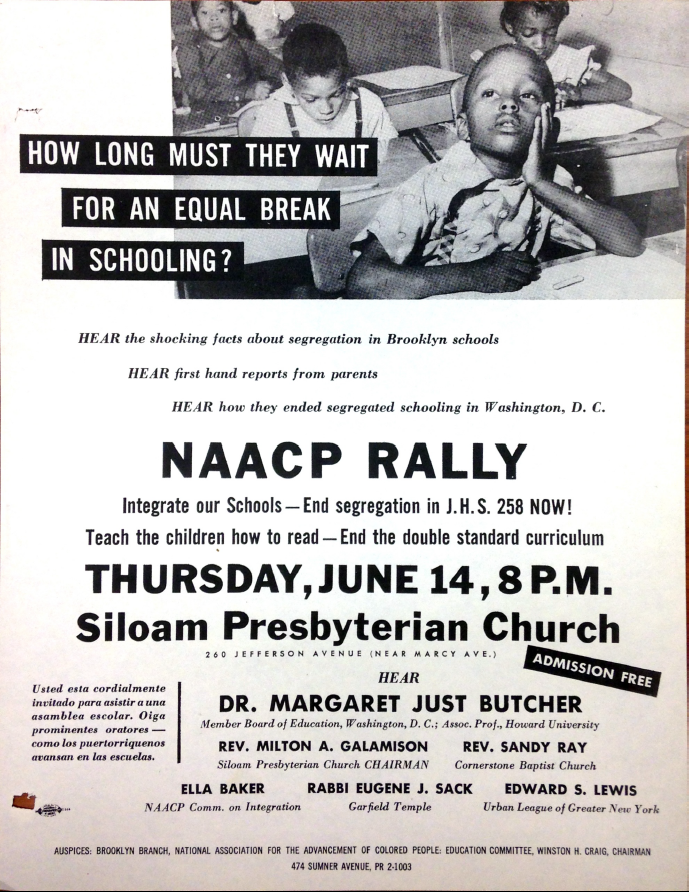 HOW LONG MUST THEY WAIT
FOR AN EQUAL BREAK
IN SCHOOLING?
HEAR the shocking facts about segregation in Brooklyn schools
HEAR first hand reports from parents
HEAR how they ended segregated schooling in Washington, D. C.
NAACP RALLY
Integrate our Schools — End segregation in J.H.S. 258 NOW!
Teach the children how to read — End the double standard curriculum
THURSDAY, JUNE 14, 8 P.M.
Siloam Presbyterian Church
260 JEFFERSON AVENUE (NEAR MARCY AVE.)
ADMISSION FREE
Usted esta cordialmente
invitado para asistir a una
asamblea escolar. Oiga
prominentes oratores —
como los puertorriquenos
avansan en las escuelas.
HEAR
DR. MARGARET JUST BUTCHER
Member Board of Education, Washington, D. C.; Assoc. Prof., Howard University
REV. MILTON A. GALAMISON REV. SANDY RAY
Siloam Presbyterian Church CHAIRMAN Cornerstone Baptist Church
ELLA BAKER RABBI EUGENE J. SACK EDWARD S. LEWIS
NAACP Comm. on Integration Garfield Temple Urban League of Greater New York
AUSPICES: BROOKLYN BRANCH, NATIONAL ASSOCIATION FOR THE ADVANCEMENT OF COLORED PEOPLE: EDUCATION COMMITTEE, WINSTON H. CRAIG, CHAIRMAN
474 SUMNER AVENUE, PR 2-1003